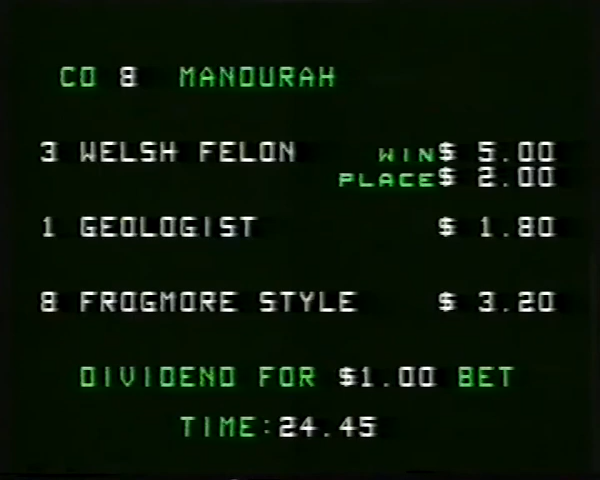 CO 8 MANDURAH
3 WELSH FELON WIN $ 5.00
PLACE $ 2.00
1 GEOLOGIST $ 1.80
8 FROGMORE STYLE $ 3.20
DIVIDEND FOR $1.00 BET
TIME:24.45